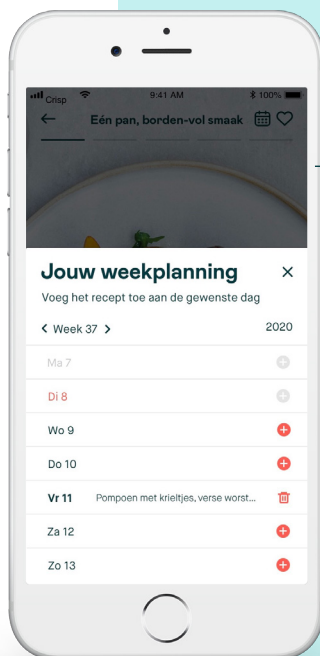 Crisp 9:41 AM 100%
Eén pan, borden-vol smaak
Jouw weekplanning
Voeg het recept toe aan de gewenste dag
Week 37 2020
Ma 7
Di 8
Wo 9
Do 10
Vr 11 Pompoen met krieltjes, verse worst...
Za 12
Zo 13